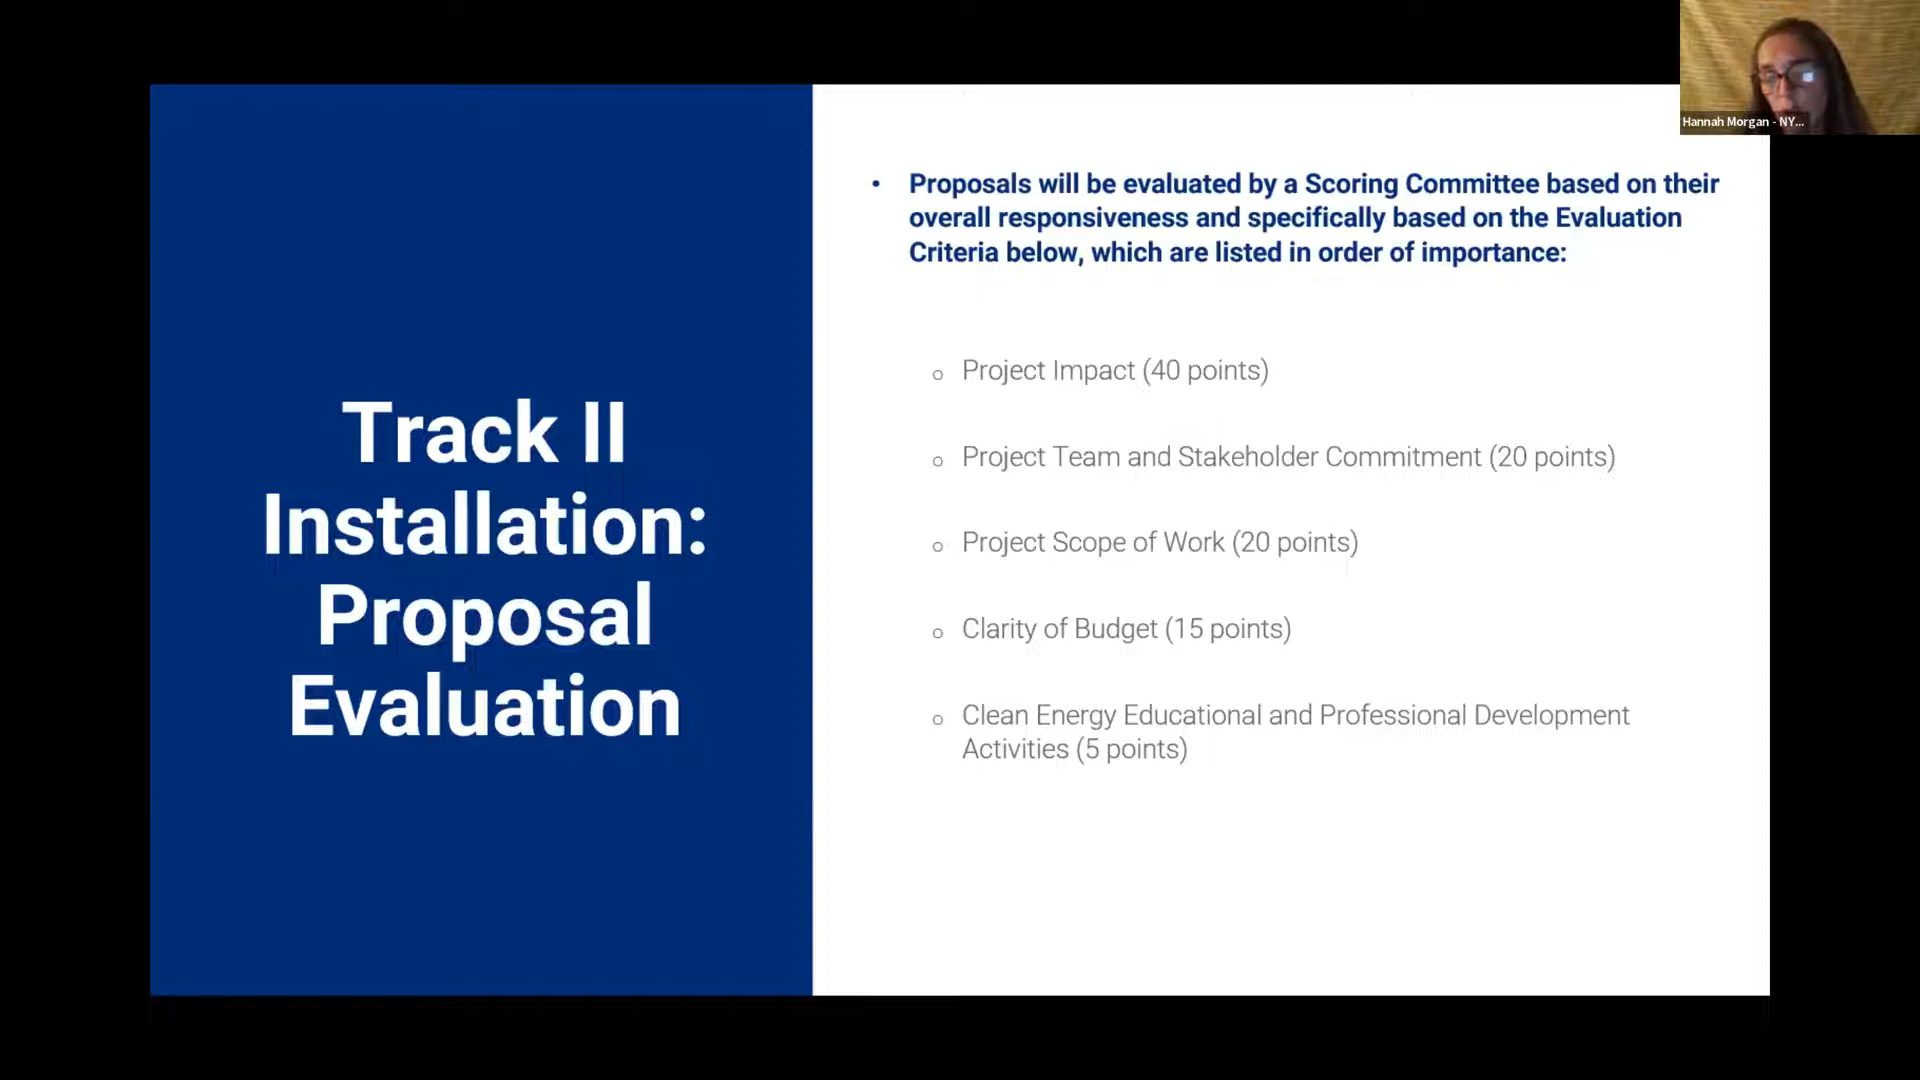 Hannah Morgan - NY...
Track II
Installation:
Proposal
Evaluation
• Proposals will be evaluated by a Scoring Committee based on their
overall responsiveness and specifically based on the Evaluation
Criteria below, which are listed in order of importance:
o Project Impact (40 points)
o Project Team and Stakeholder Commitment (20 points)
o Project Scope of Work (20 points)
o Clarity of Budget (15 points)
o Clean Energy Educational and Professional Development
Activities (5 points)